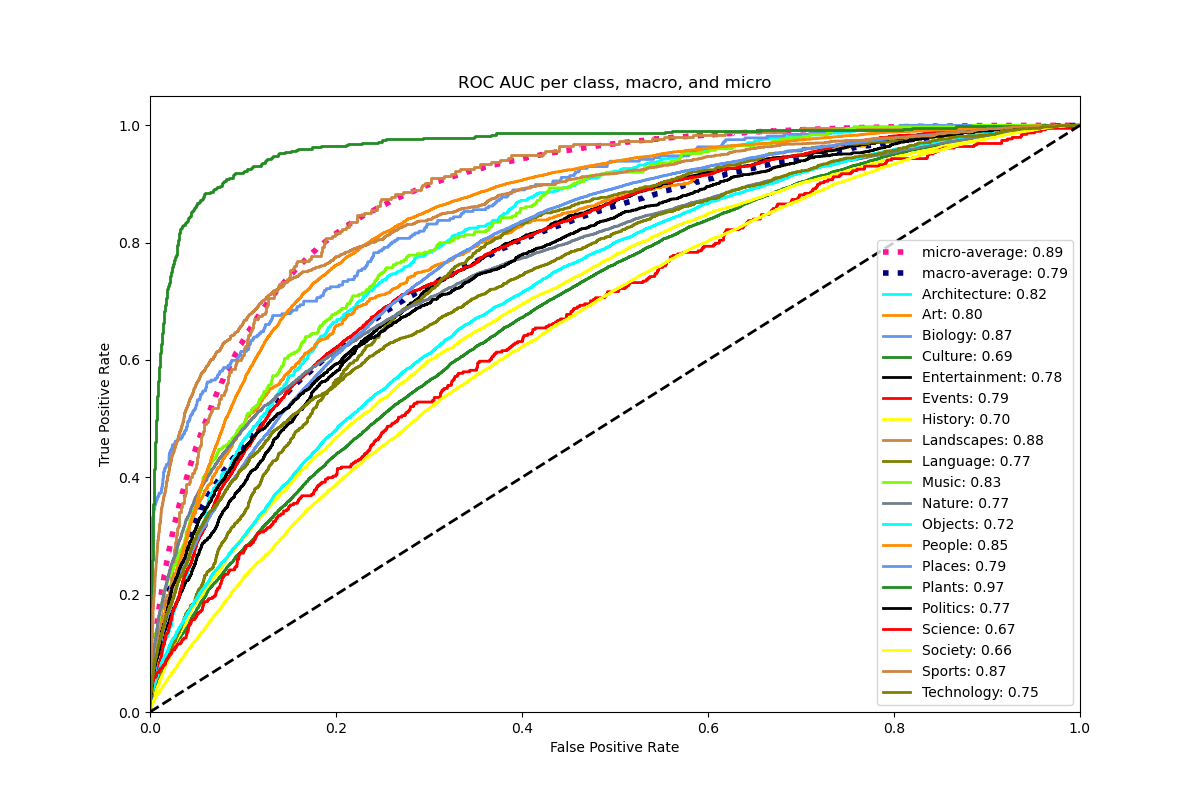 ROC AUC per class, macro, and micro
True Positive Rate
1.0
0.8
0.6
0.4
0.2
0.0
micro-average: 0.89
macro-average: 0.79
Architecture: 0.82
Art: 0.80
Biology: 0.87
Culture: 0.69
Entertainment: 0.78
Events: 0.79
History: 0.70
Landscapes: 0.88
Language: 0.77
Music: 0.83
Nature: 0.77
Objects: 0.72
People: 0.85
Places: 0.79
Plants: 0.97
Politics: 0.77
Science: 0.67
Society: 0.66
Sports: 0.87
Technology: 0.75
0.0 0.2 0.4 0.6 0.8 1.0
False Positive Rate